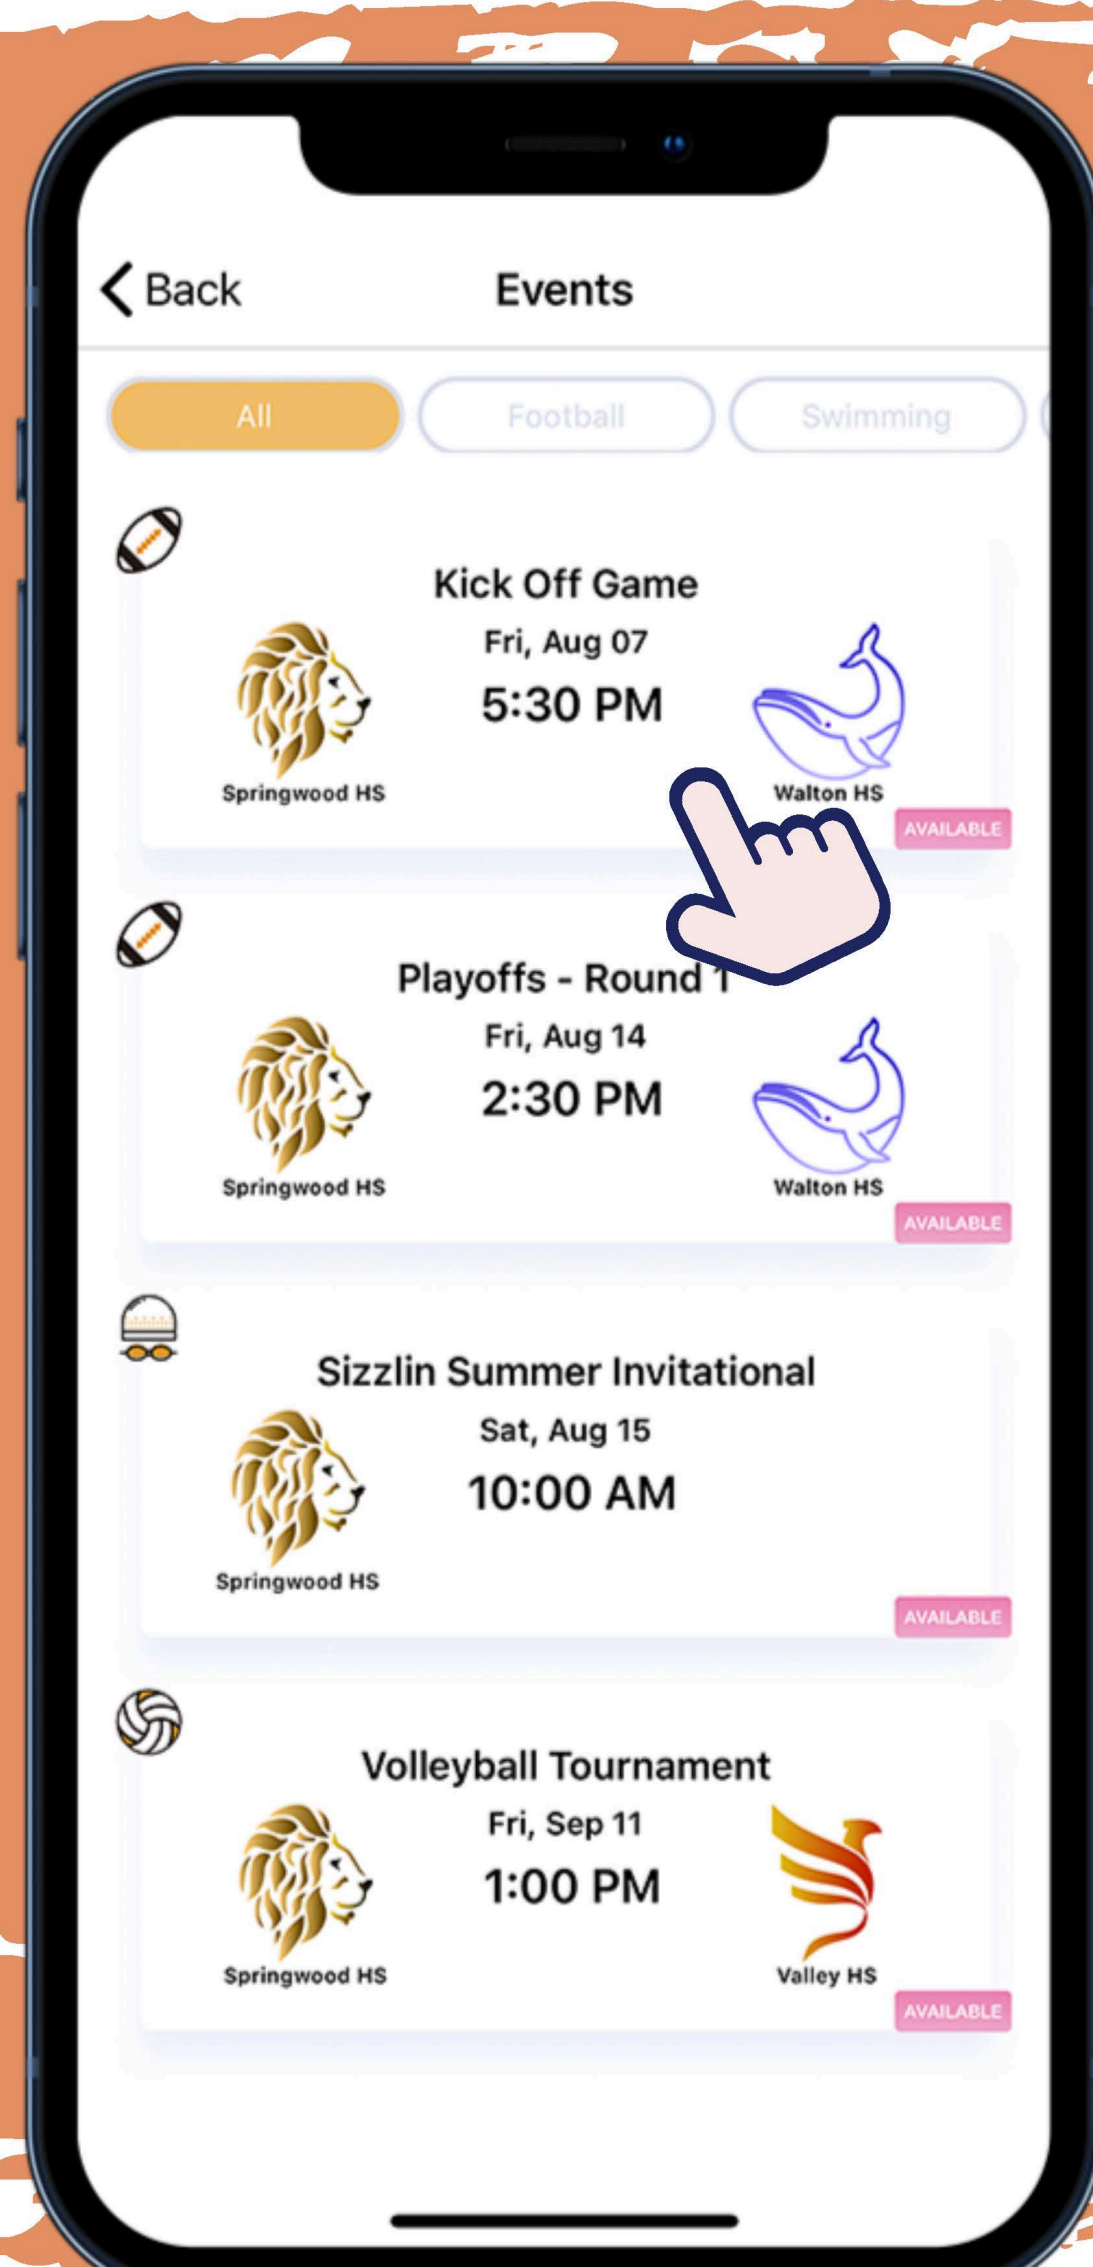 Back
Events
All
Football
Swimming
Kick Off Game
Fri, Aug 07
5:30 PM
Springwood HS
Walton HS
AVAILABLE
Playoffs - Round 1
Fri, Aug 14
2:30 PM
Springwood HS
Walton HS
AVAILABLE
Sizzlin Summer Invitational
Sat, Aug 15
10:00 AM
Springwood HS
AVAILABLE
Volleyball Tournament
Fri, Sep 11
1:00 PM
Springwood HS
Valley HS
AVAILABLE